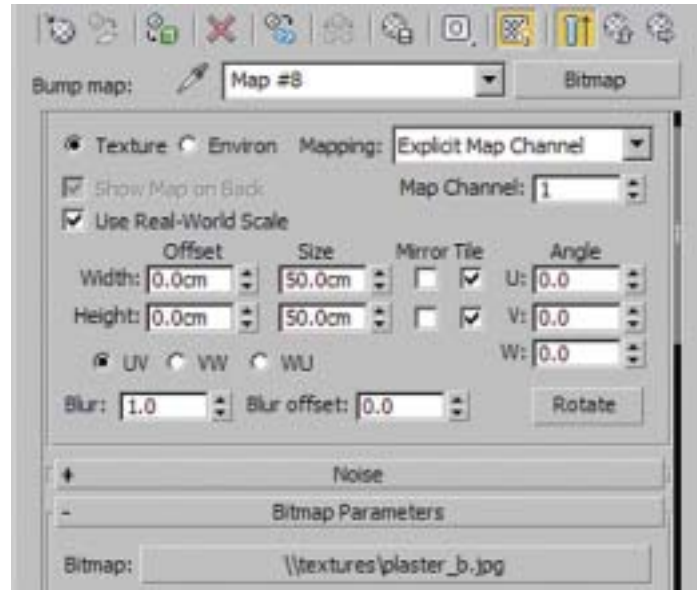 Bump map: Map #8 Bitmap
Texture Environ Mapping: Explicit Map Channel
Show Map on Back Map Channel: 1
Use Real-World Scale
Offset Size Mirror Tile Angle
Width: 0.0cm 50.0cm U: 0.0
Height: 0.0cm 50.0cm V: 0.0
UV VW WU W: 0.0
Blur: 1.0 Blur offset: 0.0 Rotate
+ Noise
- Bitmap Parameters
Bitmap: \\textures\plaster_b.jpg